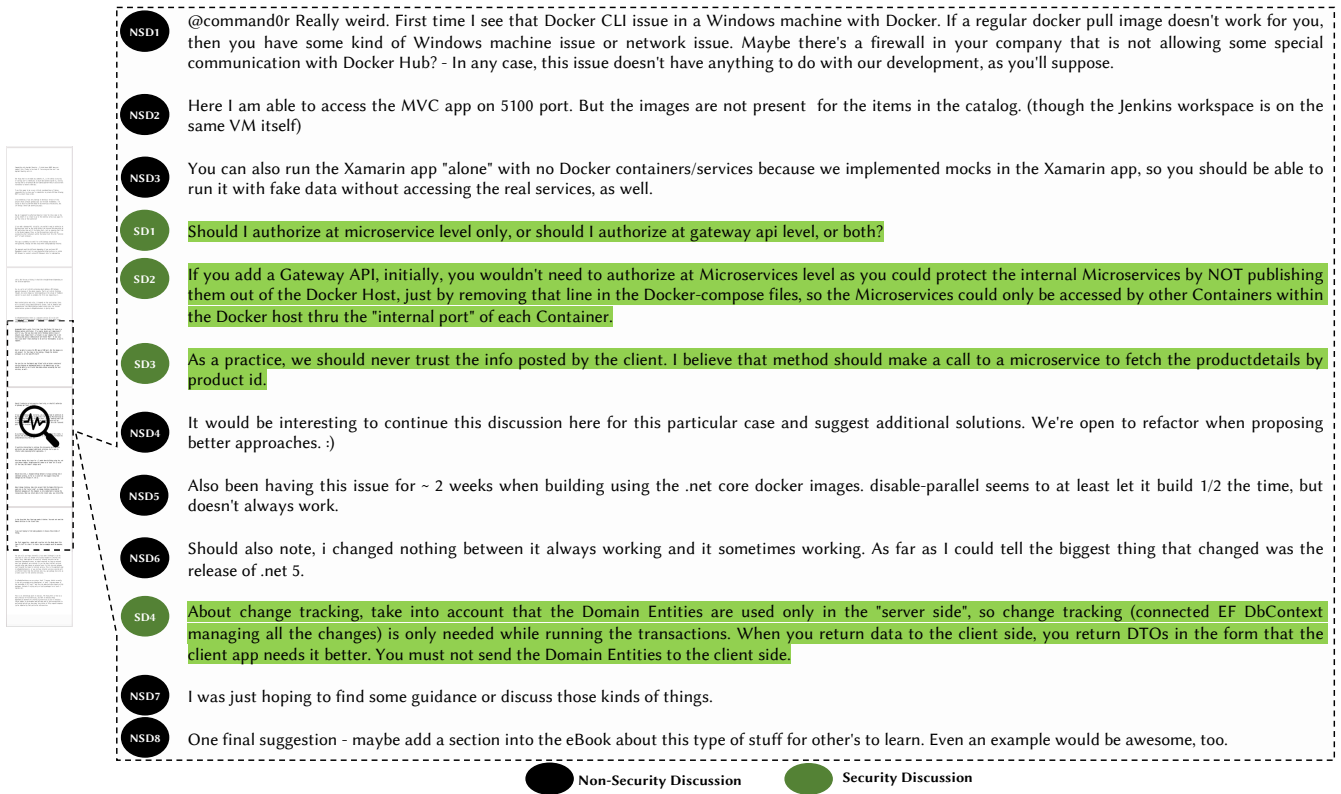 NSD1
@command0r Really weird. First time I see that Docker CLI issue in a Windows machine with Docker. If a regular docker pull image doesn't work for you,
then you have some kind of Windows machine issue or network issue. Maybe there's a firewall in your company that is not allowing some special
communication with Docker Hub? - In any case, this issue doesn't have anything to do with our development, as you'll suppose.
NSD2
Here I am able to access the MVC app on 5100 port. But the images are not present for the items in the catalog. (though the Jenkins workspace is on the
same VM itself)
NSD3
You can also run the Xamarin app "alone" with no Docker containers/services because we implemented mocks in the Xamarin app, so you should be able to
run it with fake data without accessing the real services, as well.
SD1
Should I authorize at microservice level only, or should I authorize at gateway api level, or both?
SD2
If you add a Gateway API, initially, you wouldn't need to authorize at Microservices level as you could protect the internal Microservices by NOT publishing
them out of the Docker Host, just by removing that line in the Docker-compose files, so the Microservices could only be accessed by other Containers within
the Docker host thru the "internal port" of each Container.
SD3
As a practice, we should never trust the info posted by the client. I believe that method should make a call to a microservice to fetch the productdetails by
product id.
NSD4
It would be interesting to continue this discussion here for this particular case and suggest additional solutions. We're open to refactor when proposing
better approaches. :)
NSD5
Also been having this issue for ~ 2 weeks when building using the .net core docker images. disable-parallel seems to at least let it build 1/2 the time, but
doesn't always work.
NSD6
Should also note, i changed nothing between it always working and it sometimes working. As far as I could tell the biggest thing that changed was the
release of .net 5.
SD4
About change tracking, take into account that the Domain Entities are used only in the "server side", so change tracking (connected EF DbContext
managing all the changes) is only needed while running the transactions. When you return data to the client side, you return DTOs in the form that the
client app needs it better. You must not send the Domain Entities to the client side.
NSD7
I was just hoping to find some guidance or discuss those kinds of things.
NSD8
One final suggestion - maybe add a section into the eBook about this type of stuff for other's to learn. Even an example would be awesome, too.
Non-Security Discussion
Security Discussion